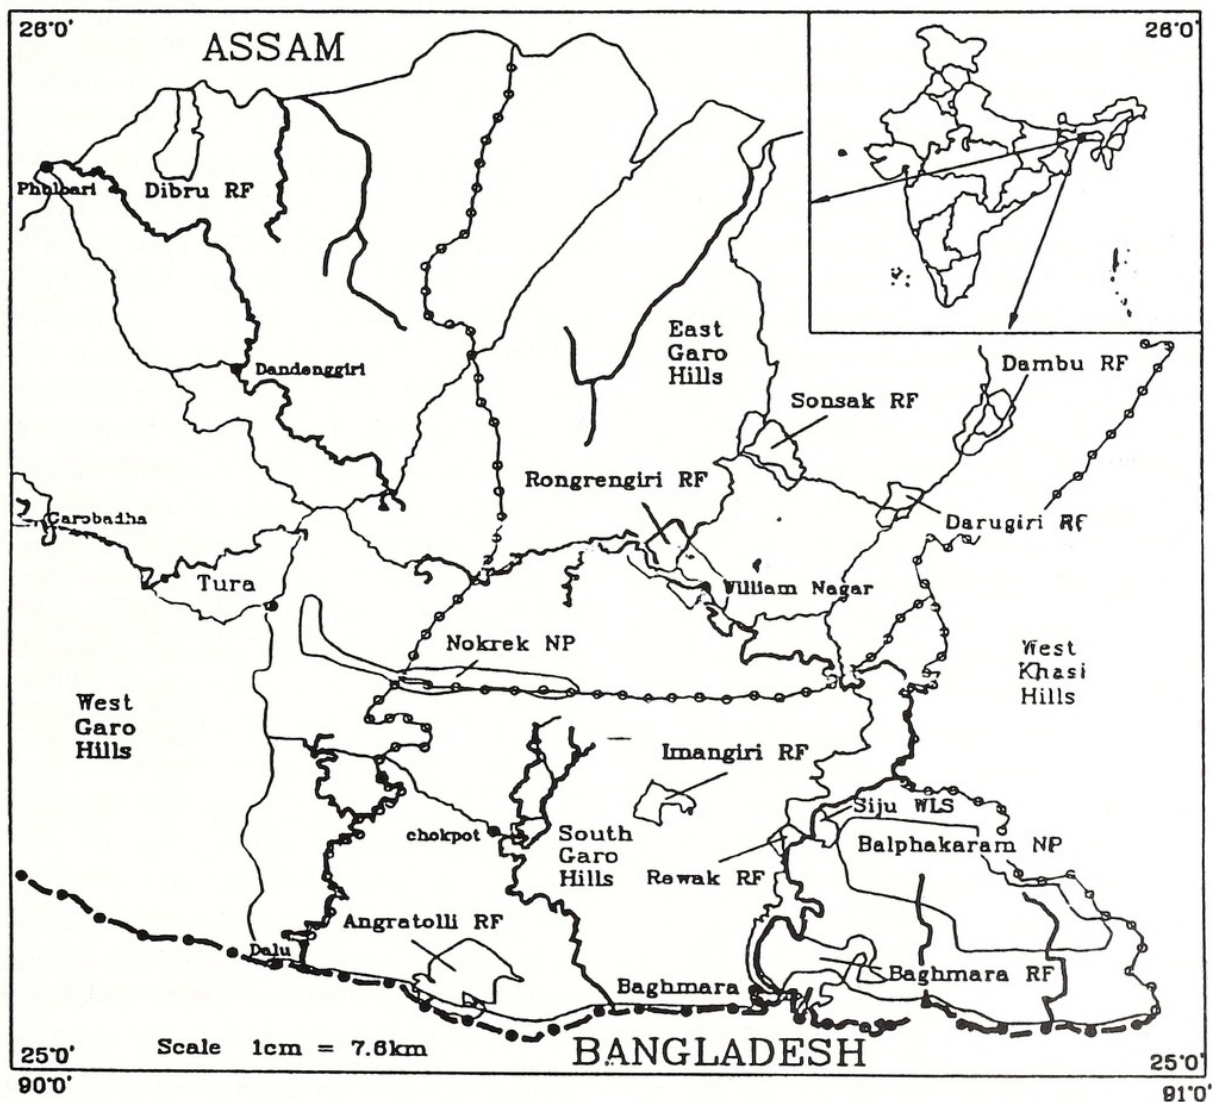 26°0'
ASSAM
26°0'
Phulbari
Dibru RF
East
Garo
Hills
Dambu RF
Dandenggiri
Sonsak RF
Rongrengiri RF
Garobadha
Darugiri RF
Tura
William Nagar
Nokrek NP
West
Khasi
Hills
West
Garo
Hills
Imangiri RF
Siju WLS
chokpot
South
Garo
Hills
Balphakaram NP
Rewak RF
Angratolli RF
Dalu
Baghmara
Baghmara RF
Scale 1cm = 7.6km
BANGLADESH
25°0'
25°0'
90°0'
91°0'